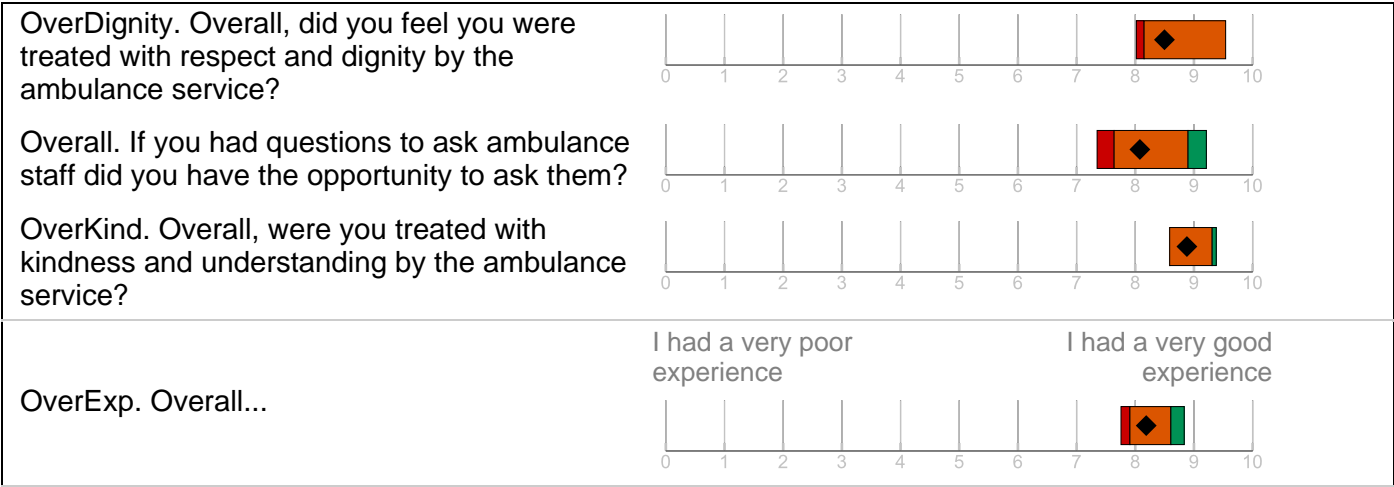 OverDignity. Overall, did you feel you were
treated with respect and dignity by the
ambulance service?
0 1 2 3 4 5 6 7 8 9 10
Overall. If you had questions to ask ambulance
staff did you have the opportunity to ask them?
0 1 2 3 4 5 6 7 8 9 10
OverKind. Overall, were you treated with
kindness and understanding by the ambulance
service?
0 1 2 3 4 5 6 7 8 9 10
I had a very poor
experience
I had a very good
experience
OverExp. Overall...
0 1 2 3 4 5 6 7 8 9 10